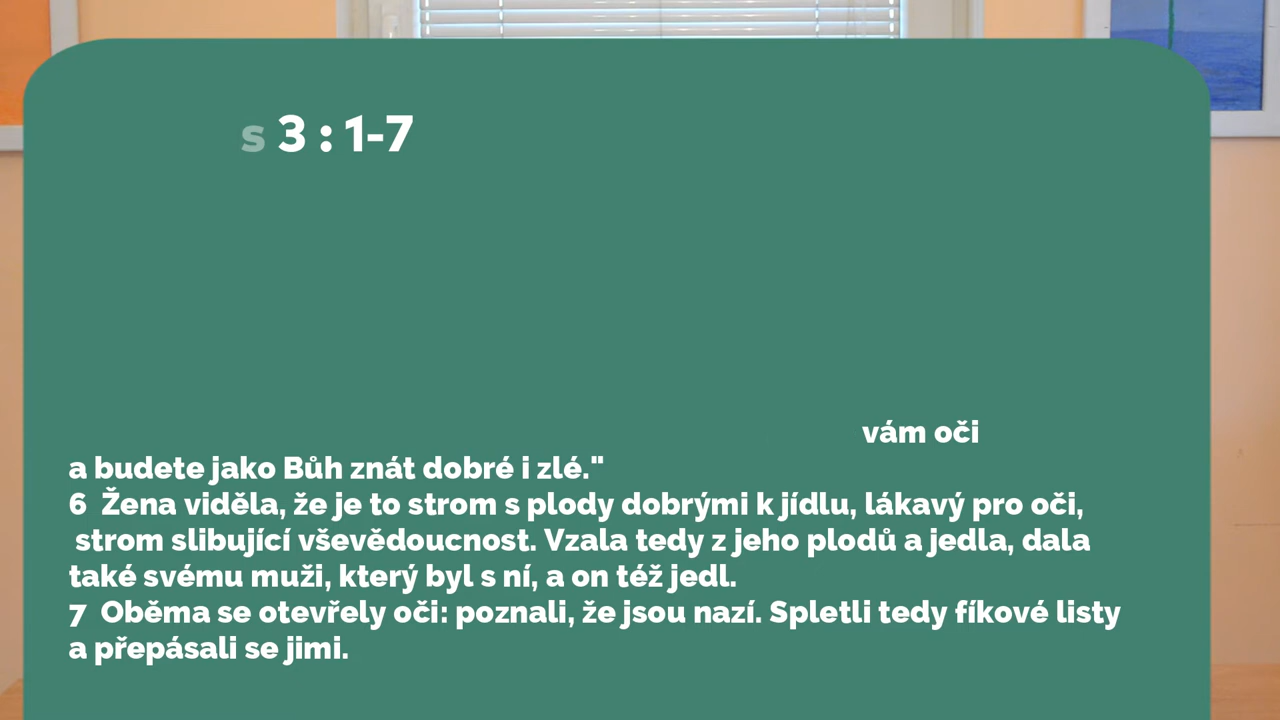 s 3 : 1-7
vám oči
a budete jako Bůh znát dobré i zlé."
6 Žena viděla, že je to strom s plody dobrými k jídlu, lákavý pro oči,
strom slibující vševědoucnost. Vzala tedy z jeho plodů a jedla, dala
také svému muži, který byl s ní, a on též jedl.
7 Oběma se otevřely oči: poznali, že jsou nazí. Spletli tedy fíkové listy
a přepásali se jimi.